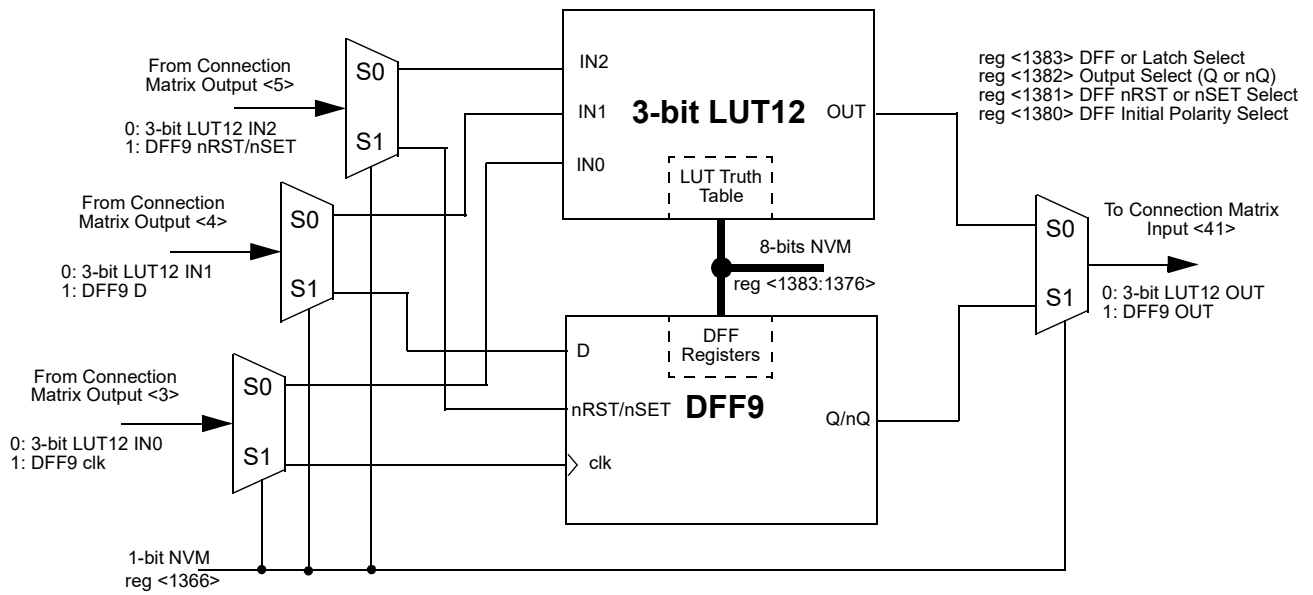 From Connection
Matrix Output <5>
0: 3-bit LUT12 IN2
1: DFF9 nRST/nSET
S0
S1
From Connection
Matrix Output <4>
0: 3-bit LUT12 IN1
1: DFF9 D
S0
S1
From Connection
Matrix Output <3>
0: 3-bit LUT12 IN0
1: DFF9 clk
S0
S1
1-bit NVM
reg <1366>
IN2
IN1
IN0
3-bit LUT12
OUT
LUT Truth
Table
8-bits NVM
reg <1383:1376>
DFF
Registers
D
nRST/nSET
clk
DFF9
Q/nQ
reg <1383> DFF or Latch Select
reg <1382> Output Select (Q or nQ)
reg <1381> DFF nRST or nSET Select
reg <1380> DFF Initial Polarity Select
S0
S1
To Connection Matrix
Input <41>
0: 3-bit LUT12 OUT
1: DFF9 OUT